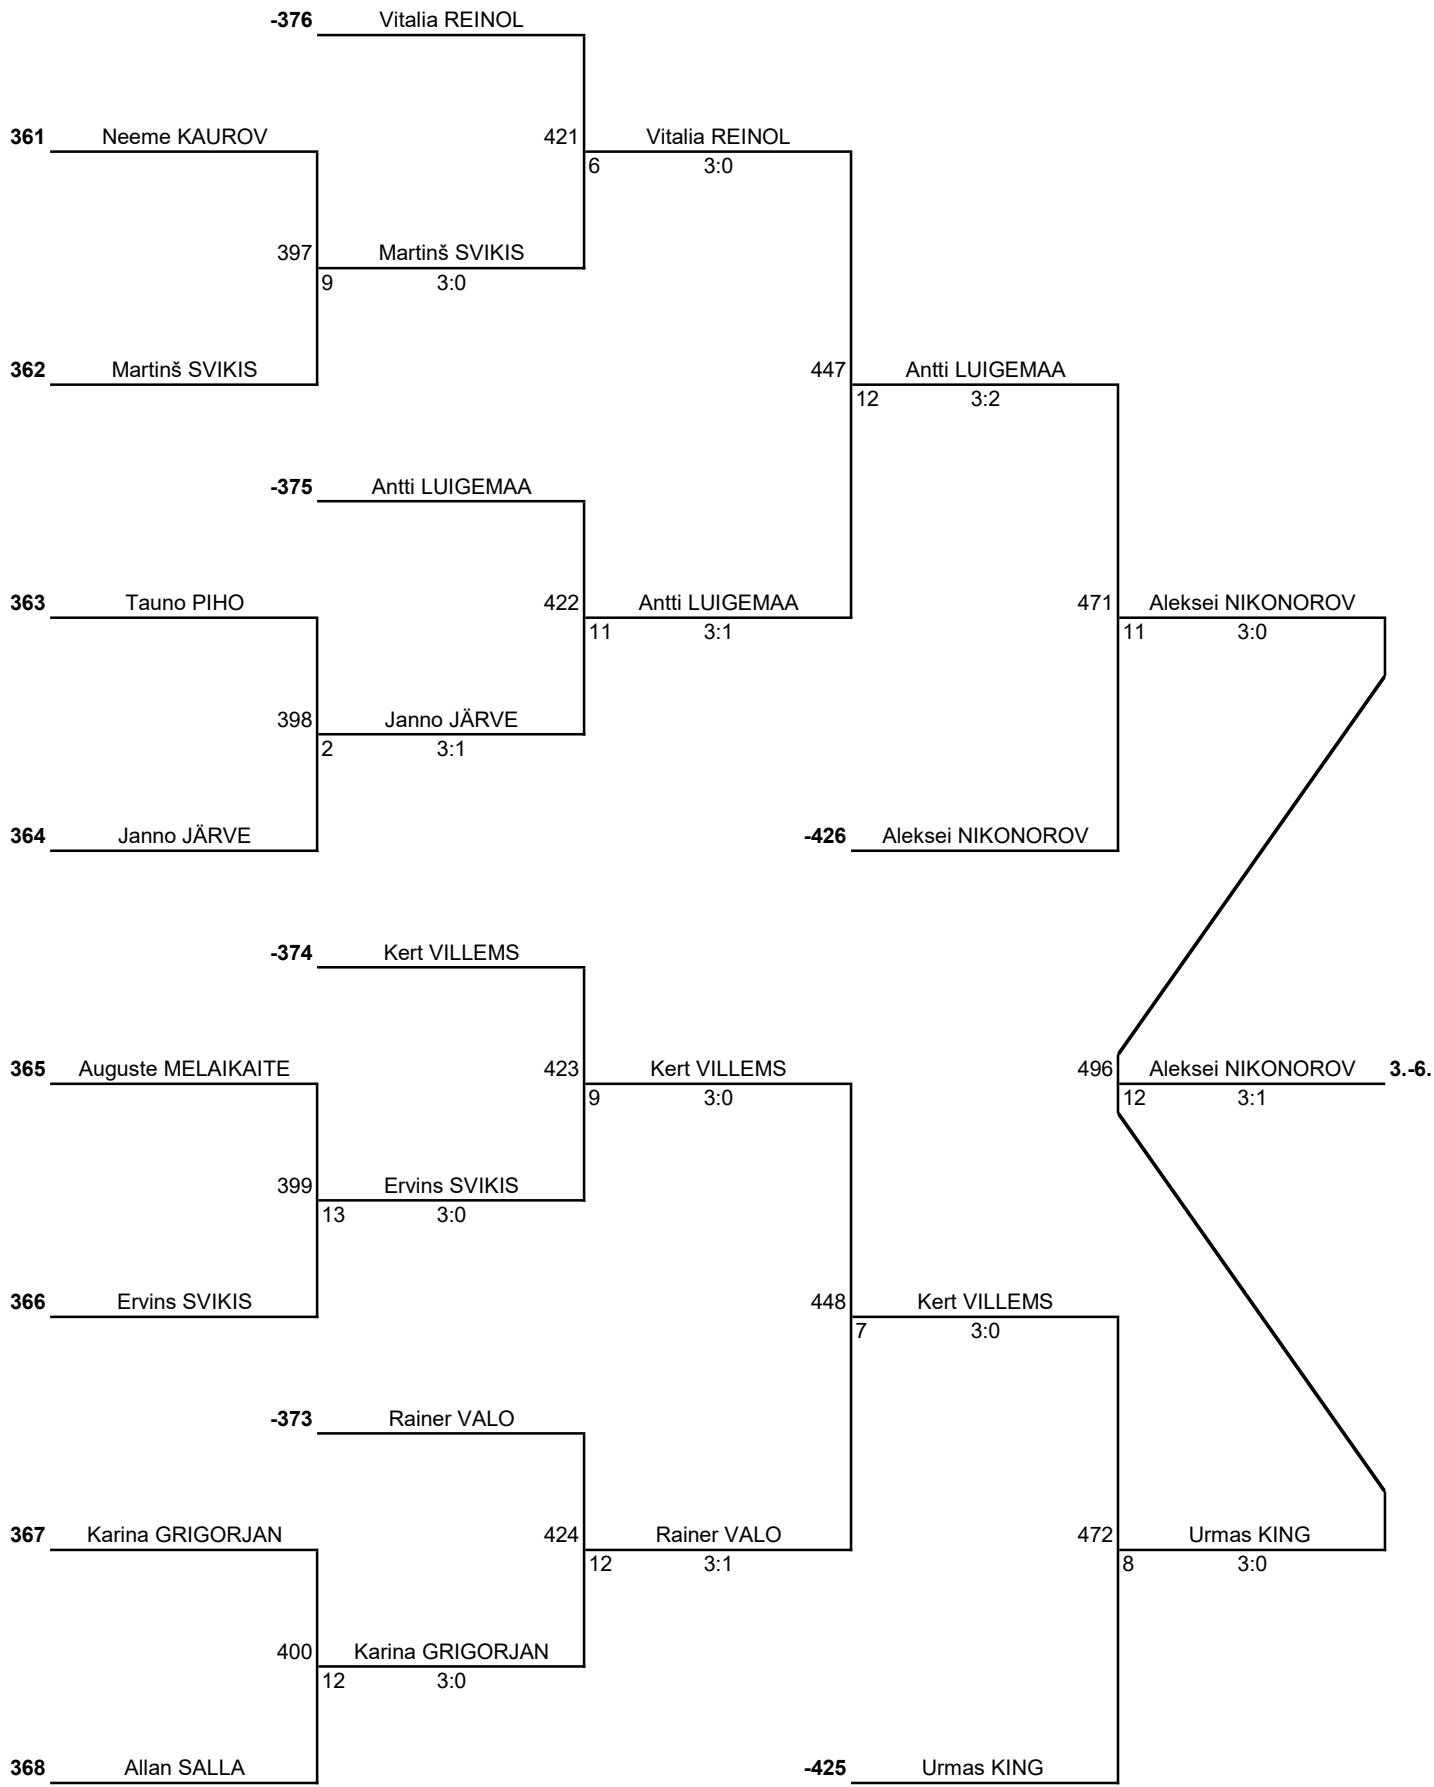 -376 Vitalia REINOL
361 Neeme KAUROV 421 Vitalia REINOL
6 3:0
397 Martinš SVIKIS
9 3:0
362 Martinš SVIKIS 447 Antti LUIGEMAA
12 3:2
-375 Antti LUIGEMAA
363 Tauno PIHO 422 Antti LUIGEMAA 471 Aleksei NIKONOROV
11 3:1 11 3:0
398 Janno JÄRVE
2 3:1
364 Janno JÄRVE -426 Aleksei NIKONOROV
-374 Kert VILLEMS
365 Auguste MELAIKAITE 423 Kert VILLEMS 496 Aleksei NIKONOROV 3.-6.
9 3:0 12 3:1
399 Ervins SVIKIS
13 3:0
366 Ervins SVIKIS 448 Kert VILLEMS
7 3:0
-373 Rainer VALO
367 Karina GRIGORJAN 424 Rainer VALO 472 Urmas KING
12 3:1 8 3:0
400 Karina GRIGORJAN
12 3:0
368 Allan SALLA -425 Urmas KING